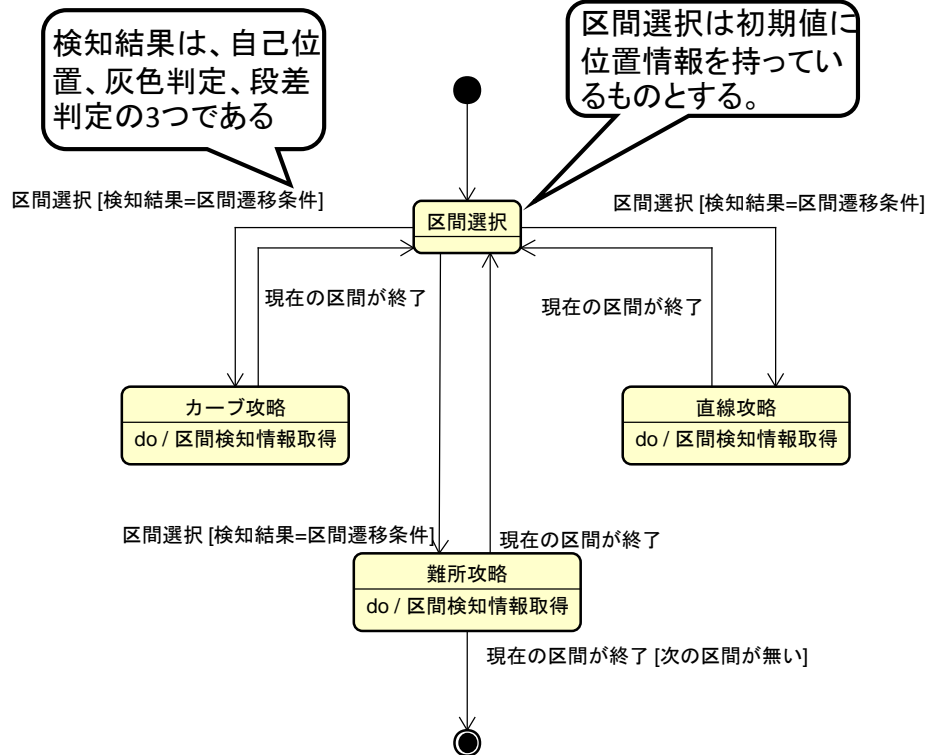 検知結果は、自己位
置、灰色判定、段差
判定の3つである
区間選択は初期値に
位置情報を持ってい
るものとする。
区間選択 [検知結果=区間遷移条件]
区間選択 [検知結果=区間遷移条件]
区間選択
現在の区間が終了
現在の区間が終了
カーブ攻略
do / 区間検知情報取得
直線攻略
do / 区間検知情報取得
区間選択 [検知結果=区間遷移条件]
現在の区間が終了
難所攻略
do / 区間検知情報取得
現在の区間が終了 [次の区間が無い]